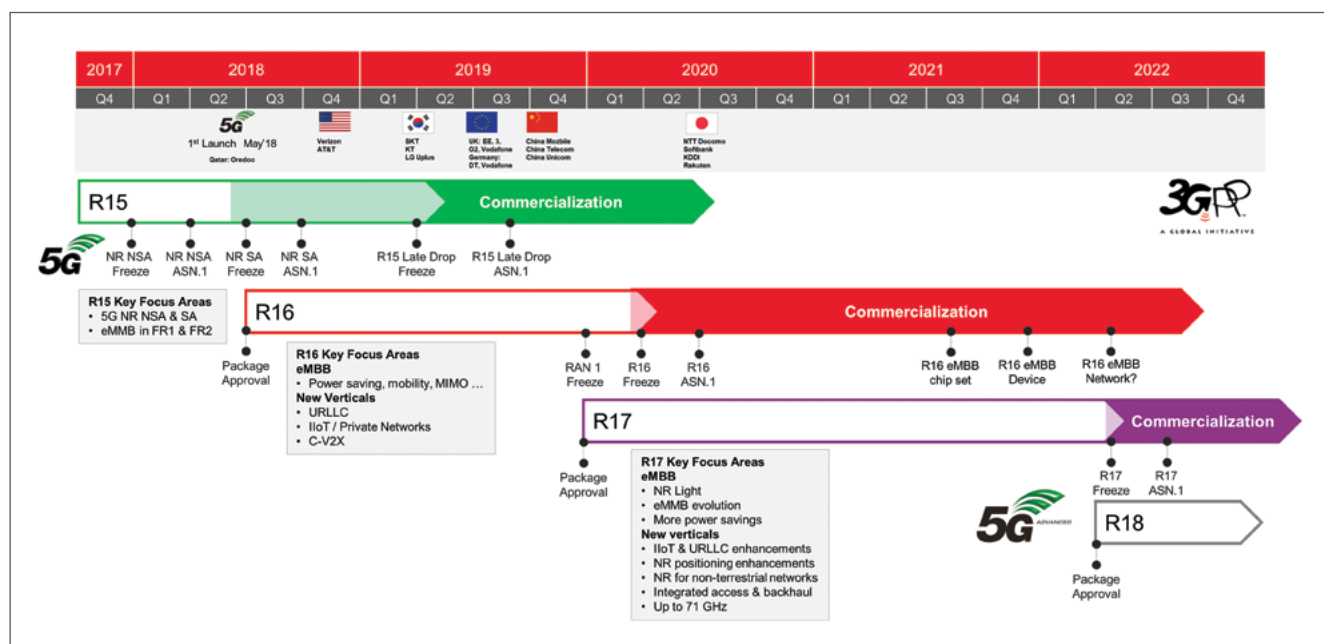 2017 2018 2019 2020 2021 2022
Q4 Q1 Q2 Q3 Q4 Q1 Q2 Q3 Q4 Q1 Q2 Q3 Q4 Q1 Q2 Q3 Q4 Q1 Q2 Q3 Q4
5G
1st Launch May'18
Qatar: Oredoo
Verizon
AT&T
SKT
KT
LG Uplus
UK: EE, 3,
O2, Vodafone
Germany:
DT, Vodafone
China Mozbile
China Telecom
China Unicom
NTT Docomo
Softbank
KDDI
Rakuten
R15
Commercialization
3GPP™
A GLOBAL INITIATIVE
5G
NR NSA
Freeze
NR NSA
ASN.1
NR SA
Freeze
NR SA
ASN.1
R15 Late Drop
Freeze
R15 Late Drop
ASN.1
R15 Key Focus Areas
• 5G NR NSA & SA
• eMMB in FR1 & FR2
R16
Commercialization
Package
Approval
R16 Key Focus Areas
eMBB
• Power saving, mobility, MIMO ...
New Verticals
• URLLC
• IIoT / Private Networks
• C-V2X
RAN 1
Freeze
R16
Freeze
R16
ASN.1
R16 eMBB
chip set
R16 eMBB
Device
R16 eMBB
Network?
R17
Commercialization
Package
Approval
R17 Key Focus Areas
eMBB
• NR Light
• eMMB evolution
• More power savings
New verticals
• IIoT & URLLC enhancements
• NR positioning enhancements
• NR for non-terrestrial networks
• Integrated access & backhaul
• Up to 71 GHz
R17
Freeze
R17
ASN.1
5G ADVANCED
R18
Package
Approval